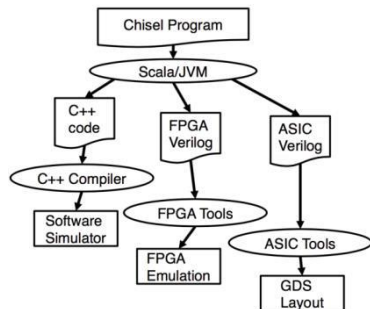 Chisel Program
Scala/JVM
C++
code
FPGA
Verilog
ASIC
Verilog
C++ Compiler
FPGA Tools
Software
Simulator
ASIC Tools
FPGA
Emulation
GDS
Layout